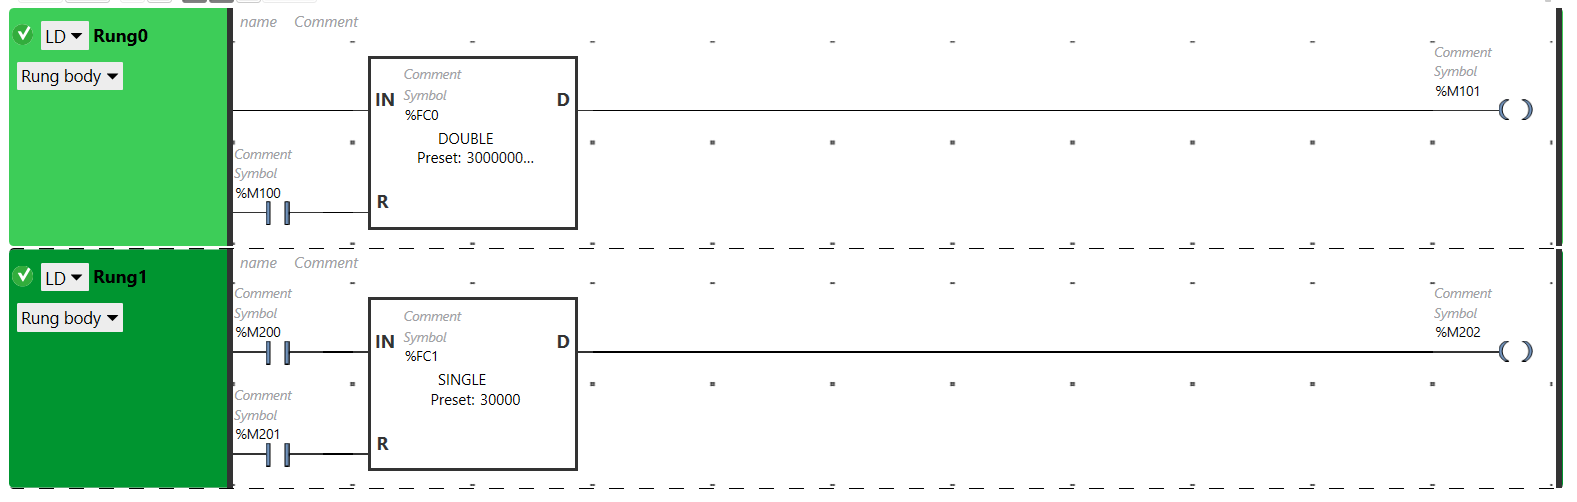 LD Rung0
name Comment
Rung body
Comment
Symbol
%M101
Comment
IN Symbol D
%FC0
DOUBLE
Preset: 3000000...
Comment
Symbol
%M100
R
LD Rung1
name Comment
Rung body
Comment
Symbol
%M200
Comment
IN Symbol D
%FC1
SINGLE
Preset: 30000
Comment
Symbol
%M202
Comment
Symbol
%M201
R